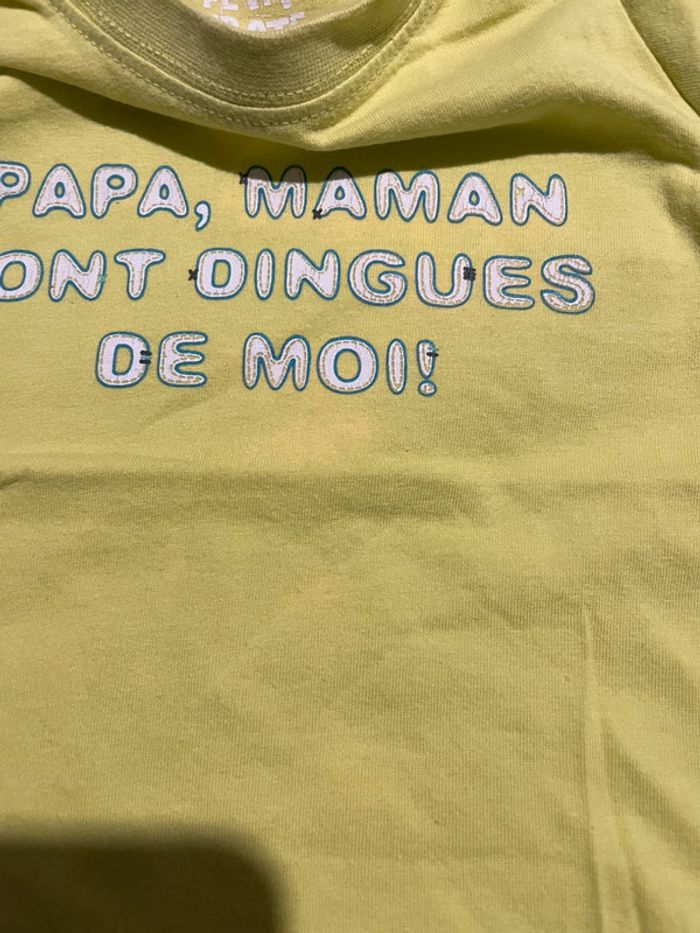 PAPA, MAMAN
ONT DINGUES
DE MOI!